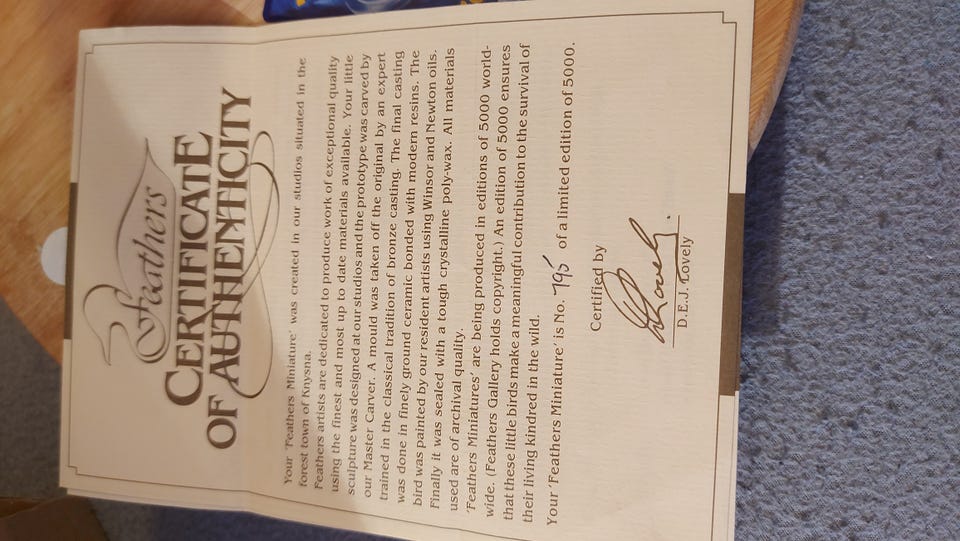 Feathers
CERTIFICATE
OF AUTHENTICITY
Your 'Feathers Miniature' was created in our studios situated in the
forest town of Knysna.
Feathers artists are dedicated to produce work of exceptional quality
using the finest and most up to date materials available. Your little
sculpture was designed at our studios and the prototype was carved by
our Master Carver. A mould was taken off the original by an expert
trained in the classical tradition of bronze casting. The final casting
was done in finely ground ceramic bonded with modern resins. The
bird was painted by our resident artists using Winsor and Newton oils.
Finally it was sealed with a tough crystalline poly-wax. All materials
used are of archival quality.
'Feathers Miniatures' are being produced in editions of 5000 world-
wide. (Feathers Gallery holds copyright.) An edition of 5000 ensures
that these little birds make a meaningful contribution to the survival of
their living kindred in the wild.
Your 'Feathers Miniature' is No. 795 of a limited edition of 5000.
Certified by
D.E.J. Lovely